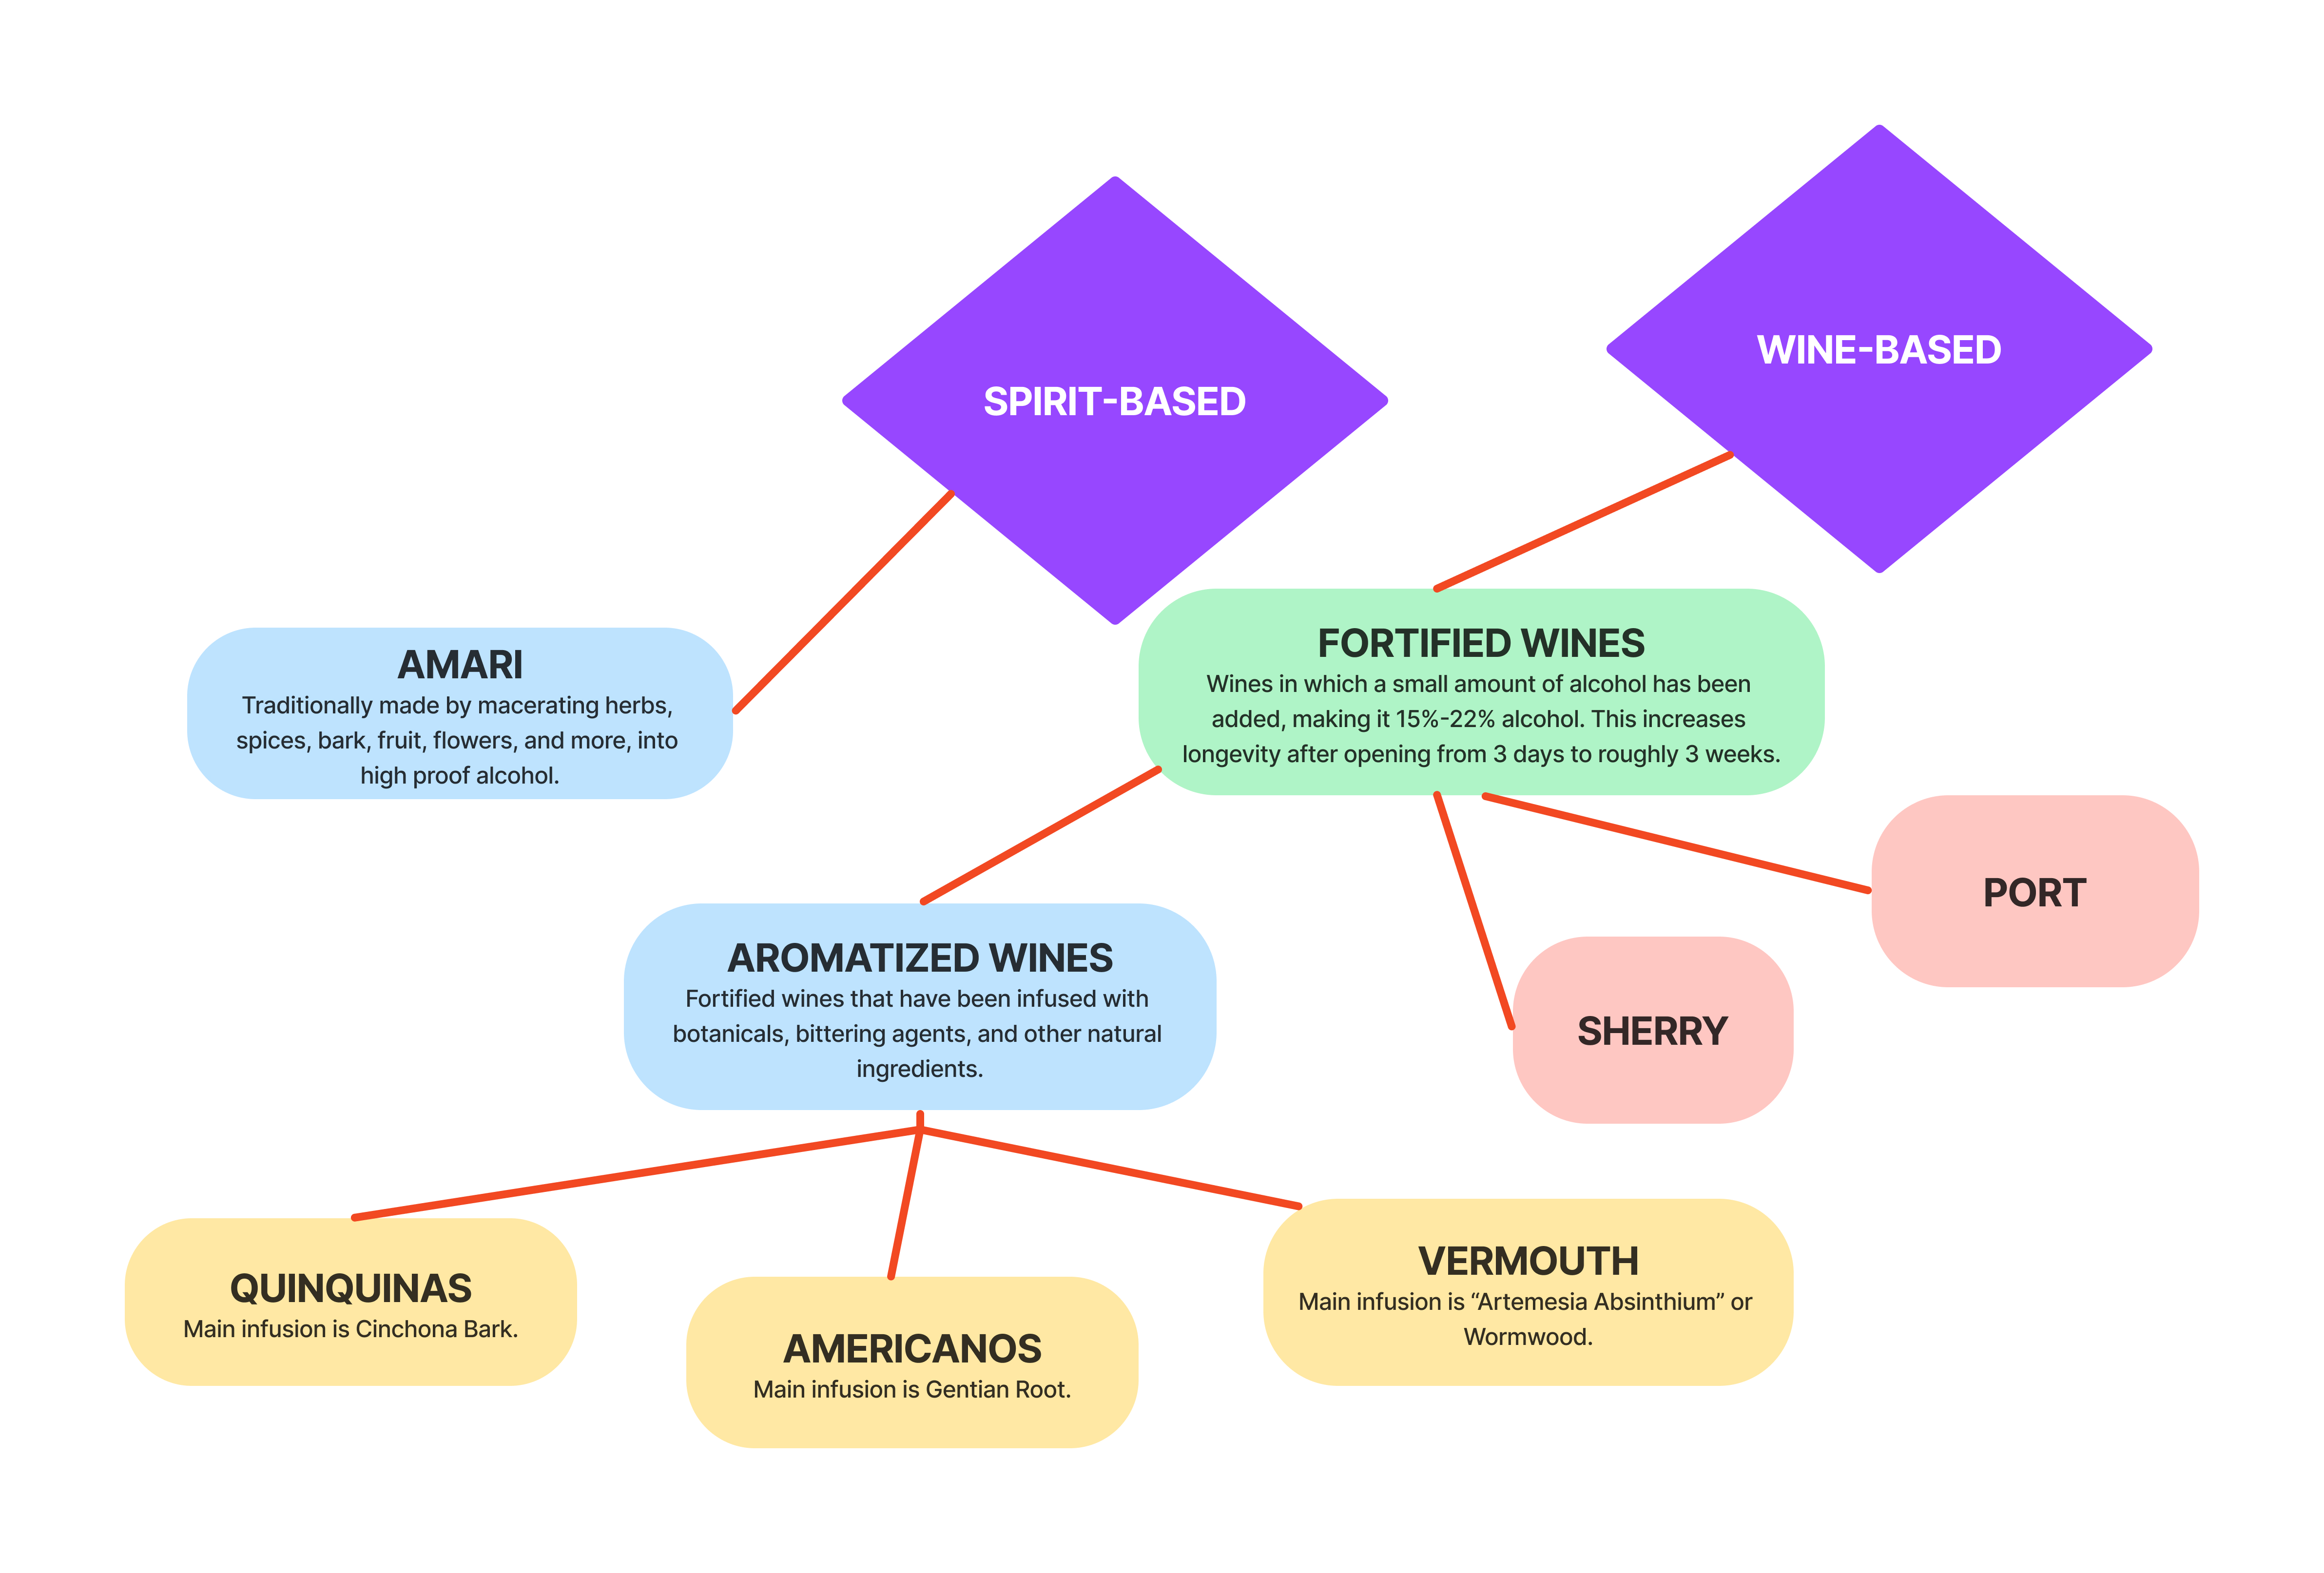 WINE-BASED
SPIRIT-BASED
FORTIFIED WINES
Wines in which a small amount of alcohol has been
added, making it 15%-22% alcohol. This increases
longevity after opening from 3 days to roughly 3 weeks.
AMARI
Traditionally made by macerating herbs,
spices, bark, fruit, flowers, and more, into
high proof alcohol.
PORT
AROMATIZED WINES
Fortified wines that have been infused with
botanicals, bittering agents, and other natural
ingredients.
SHERRY
QUINQUINAS
Main infusion is Cinchona Bark.
AMERICANOS
Main infusion is Gentian Root.
VERMOUTH
Main infusion is “Artemesia Absinthium” or
Wormwood.